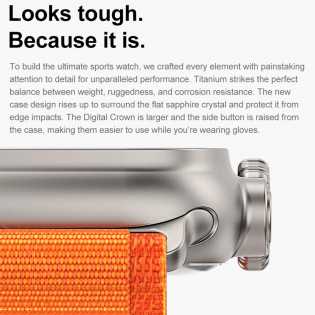 Looks tough.
Because it is.
To build the ultimate sports watch, we crafted every element with painstaking
attention to detail for unparalleled performance. Titanium strikes the perfect
balance between weight, ruggedness, and corrosion resistance. The new
case design rises up to surround the flat sapphire crystal and protect it from
edge impacts. The Digital Crown is larger and the side button is raised from
the case, making them easier to use while you’re wearing gloves.